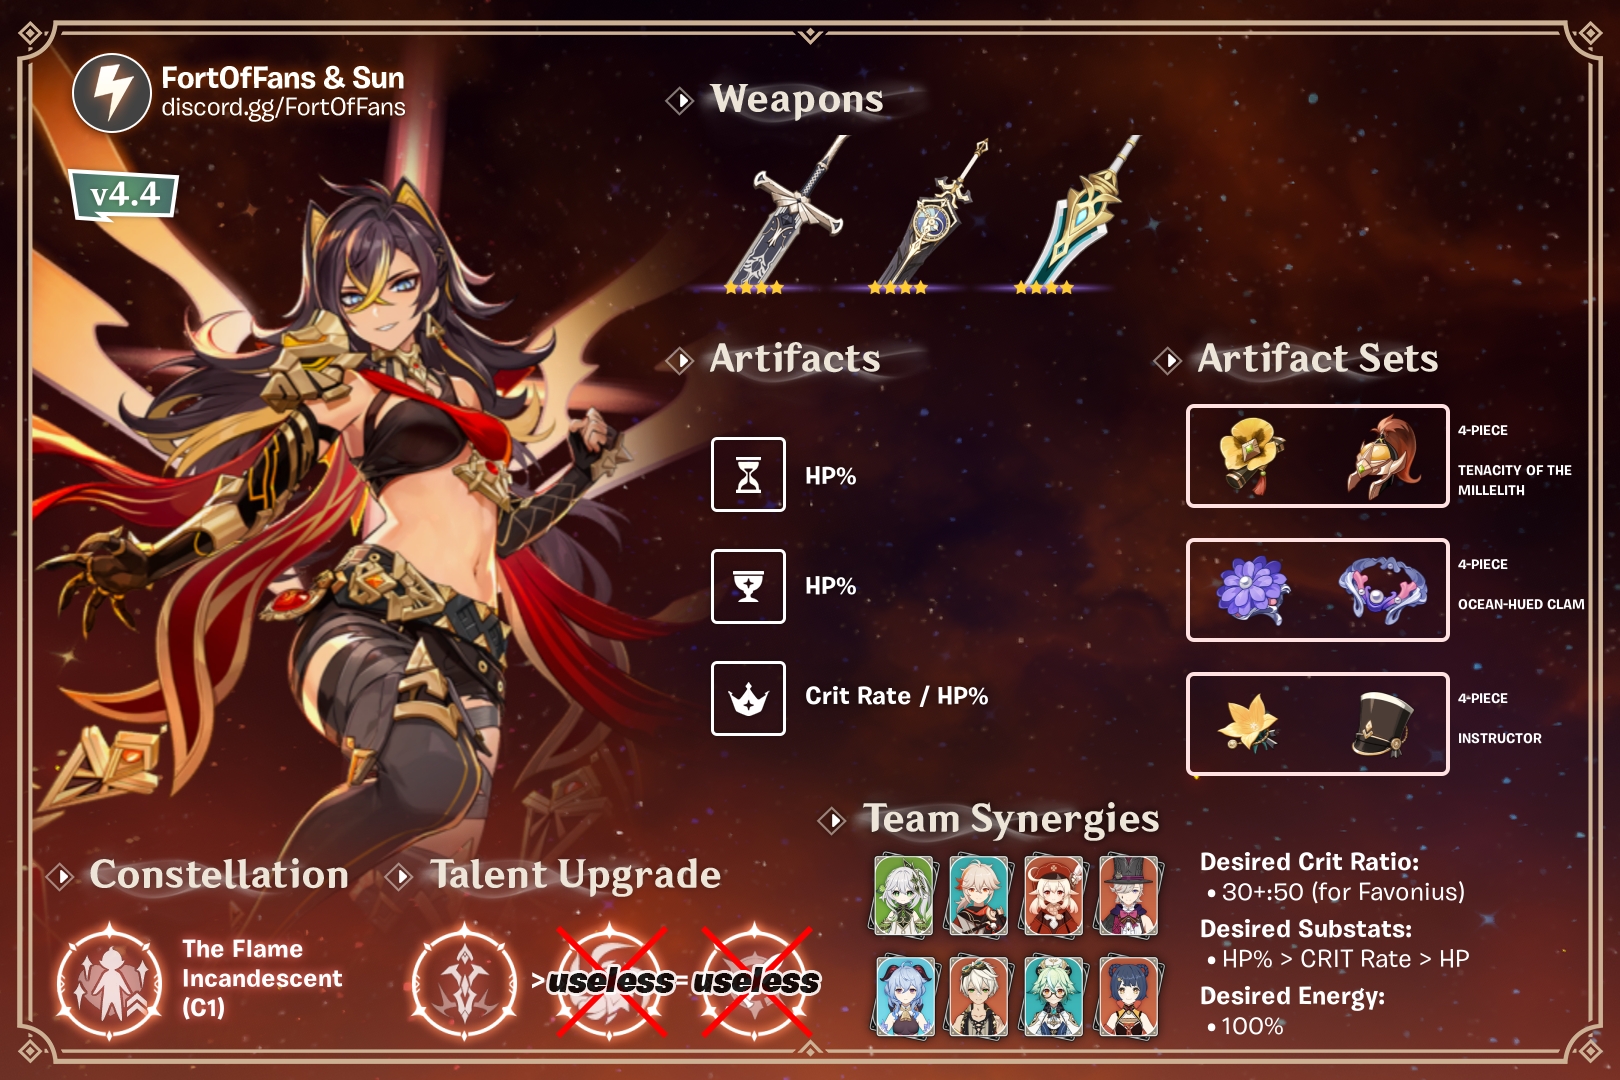 FortOfFans & Sun
discord.gg/FortOfFans
v4.4
Weapons
Artifacts
HP%
HP%
Crit Rate / HP%
Artifact Sets
4-PIECE
TENACITY OF THE
MILLELITH
4-PIECE
OCEAN-HUED CLAM
4-PIECE
INSTRUCTOR
Constellation
The Flame
Incandescent
(C1)
Talent Upgrade
>useless=useless
Team Synergies
Desired Crit Ratio:
• 30+:50 (for Favonius)
Desired Substats:
• HP% > CRIT Rate > HP
Desired Energy:
• 100%